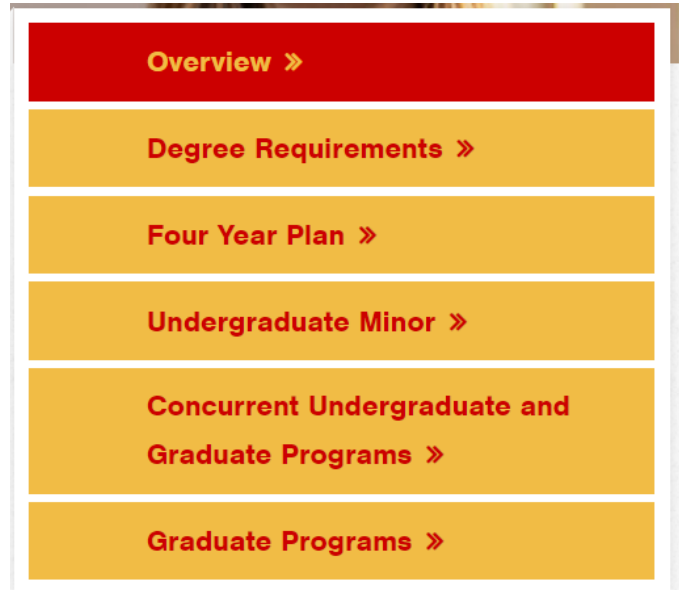 Overview »
Degree Requirements »
Four Year Plan »
Undergraduate Minor »
Concurrent Undergraduate and
Graduate Programs »
Graduate Programs »